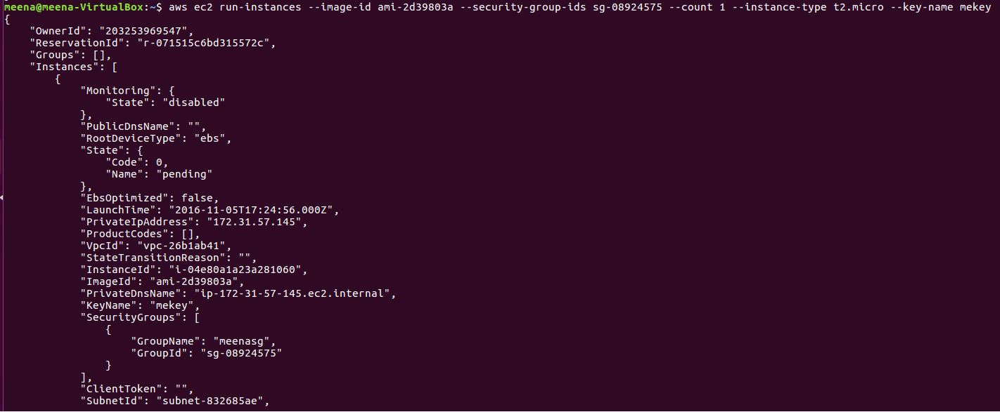 meena@meena-VirtualBox:~$ aws ec2 run-instances --image-id ami-2d39803a --security-group-ids sg-08924575 --count 1 --instance-type t2.micro --key-name mekey
{
    "OwnerId": "203253969547",
    "ReservationId": "r-071515c6bd315572c",
    "Groups": [],
    "Instances": [
        {
            "Monitoring": {
                "State": "disabled"
            },
            "PublicDnsName": "",
            "RootDeviceType": "ebs",
            "State": {
                "Code": 0,
                "Name": "pending"
            },
            "EbsOptimized": false,
            "LaunchTime": "2016-11-05T17:24:56.000Z",
            "PrivateIpAddress": "172.31.57.145",
            "ProductCodes": [],
            "VpcId": "vpc-26b1ab41",
            "StateTransitionReason": "",
            "InstanceId": "i-04e80a1a23a281060",
            "ImageId": "ami-2d39803a",
            "PrivateDnsName": "ip-172-31-57-145.ec2.internal",
            "KeyName": "mekey",
            "SecurityGroups": [
                {
                    "GroupName": "meenasg",
                    "GroupId": "sg-08924575"
                }
            ],
            "ClientToken": "",
            "SubnetId": "subnet-832685ae",